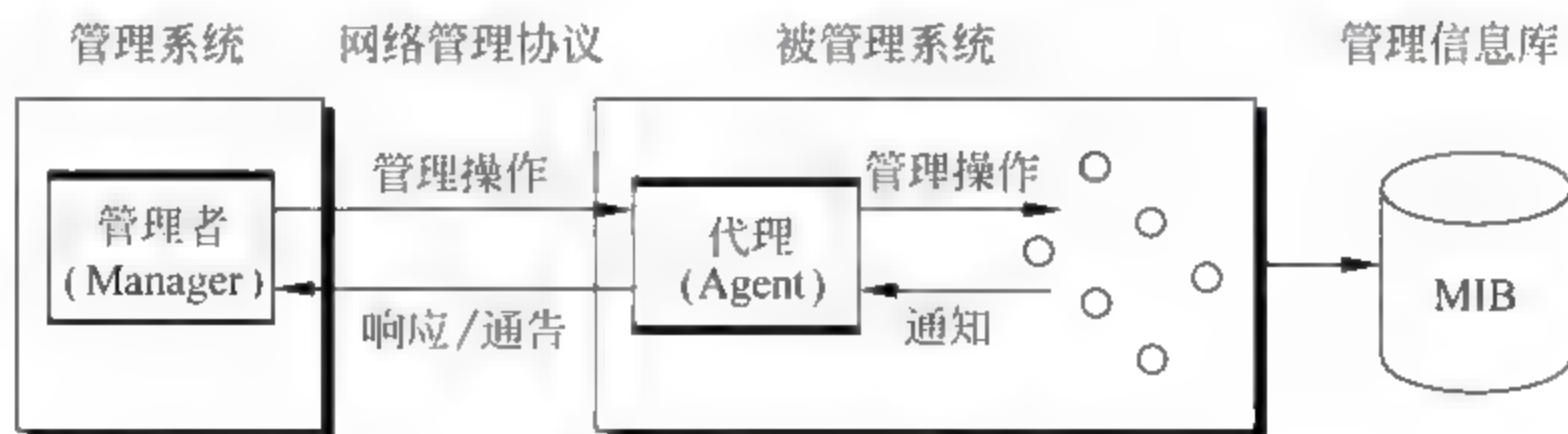 管理系统 网络管理协议 被管理系统 管理信息库
管理操作 管理操作
管理者
(Manager)
代理
(Agent)
MIB
响应/通告 通知